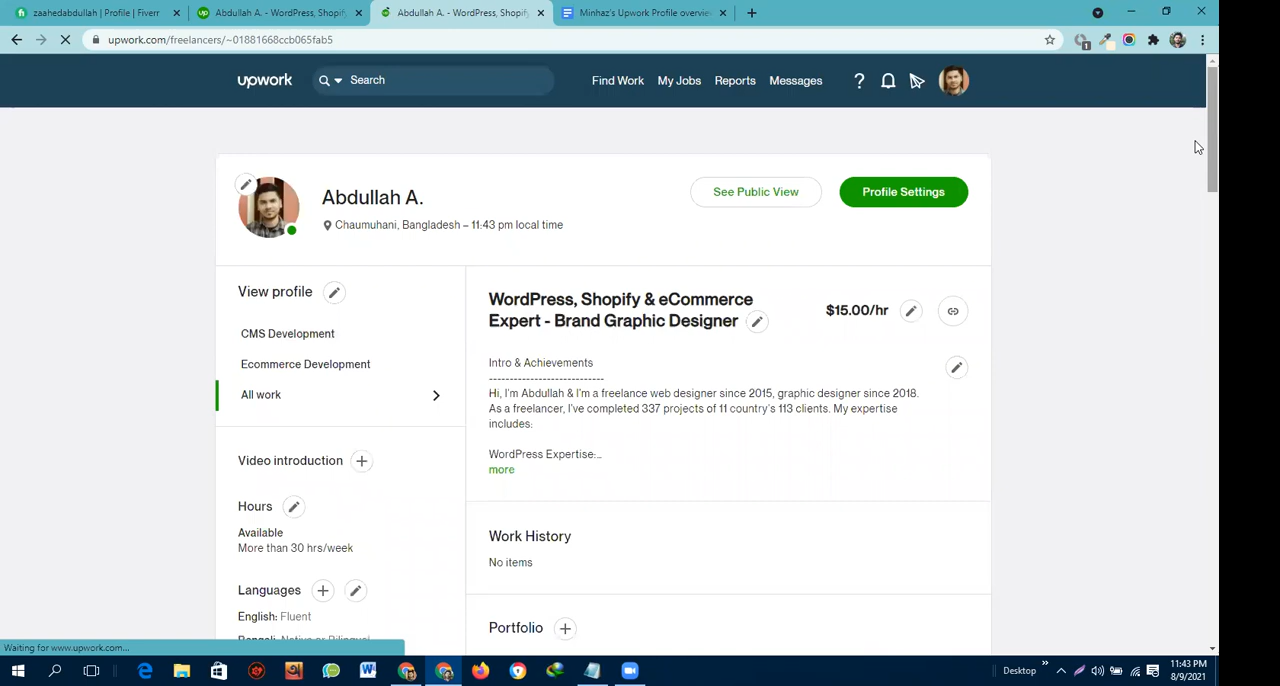 zaahedabdullah | Profile | Fiverr
Abdullah A. - WordPress, Shopify
Abdullah A. - WordPress, Shopify
Minhaz's Upwork Profile overview
upwork.com/freelancers/~01881668ccb065fab5
1
upwork
Search
Find Work
My Jobs
Reports
Messages
?
Abdullah A.
Chaumuhani, Bangladesh – 11:43 pm local time
See Public View
Profile Settings
View profile
CMS Development
Ecommerce Development
All work
WordPress, Shopify & eCommerce
Expert - Brand Graphic Designer
$15.00/hr
Intro & Achievements
----------------------------
Hi, I'm Abdullah & I'm a freelance web designer since 2015, graphic designer since 2018.
As a freelancer, I've completed 337 projects of 11 country's 113 clients. My expertise
includes:
WordPress Expertise:...
more
Video introduction
Hours
Available
More than 30 hrs/week
Languages
English: Fluent
Work History
No items
Portfolio
Waiting for www.upwork.com...
Desktop
11:43 PM
8/9/2021